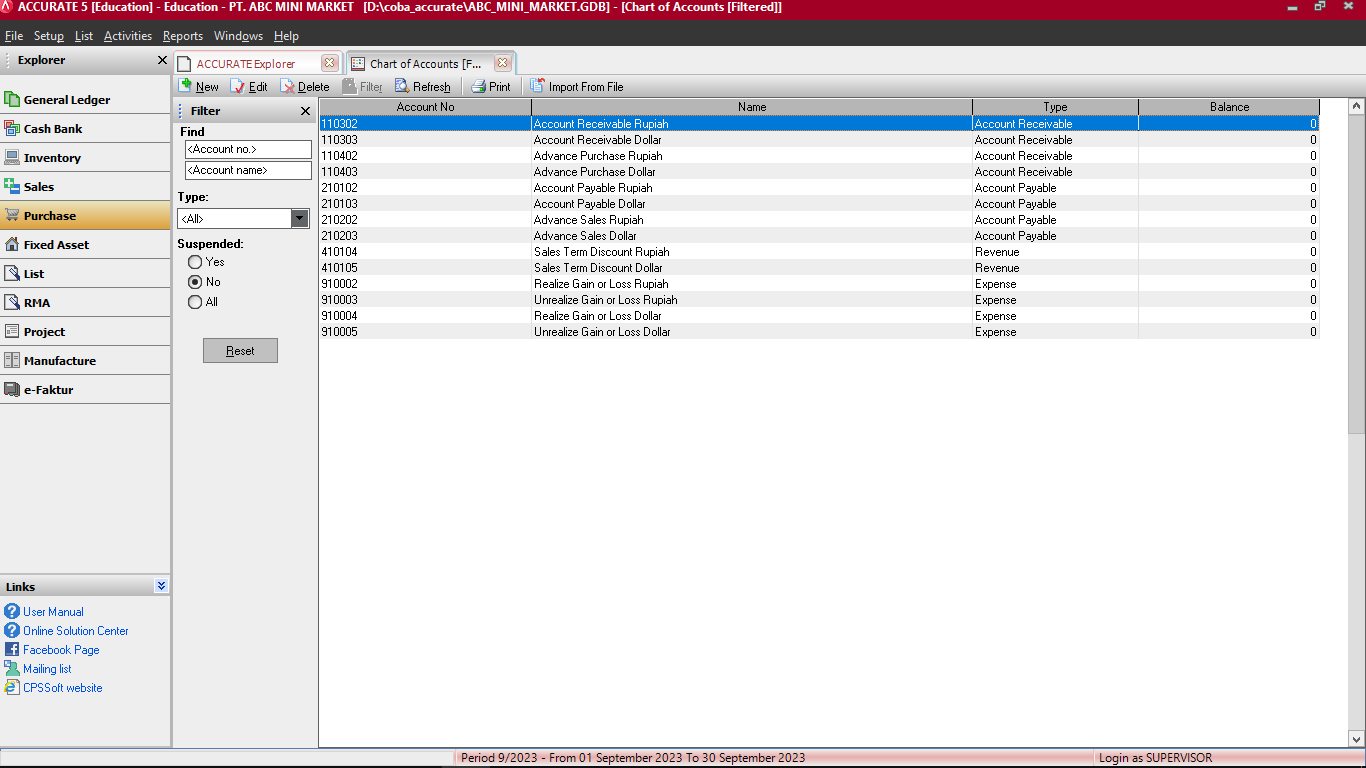 ACCURATE 5 [Education] - Education - PT. ABC MINI MARKET [D:\coba_accurate\ABC_MINI_MARKET.GDB] - [Chart of Accounts [Filtered]]
File Setup List Activities Reports Windows Help
Explorer
ACCURATE Explorer
Chart of Accounts [F...
New Edit Delete Filter Refresh Print Import From File
General Ledger
Cash Bank
Inventory
Sales
Purchase
Fixed Asset
List
RMA
Project
Manufacture
e-Faktur
Links
User Manual
Online Solution Center
Facebook Page
Mailing list
CPSSoft website
Filter
Find
<Account no.>
<Account name>
Type:
<All>
Suspended:
Yes
No
All
Reset
Account No Name Type Balance
110302 Account Receivable Rupiah Account Receivable 0
110303 Account Receivable Dollar Account Receivable 0
110402 Advance Purchase Rupiah Account Receivable 0
110403 Advance Purchase Dollar Account Receivable 0
210102 Account Payable Rupiah Account Payable 0
210103 Account Payable Dollar Account Payable 0
210202 Advance Sales Rupiah Account Payable 0
210203 Advance Sales Dollar Account Payable 0
410104 Sales Term Discount Rupiah Revenue 0
410105 Sales Term Discount Dollar Revenue 0
910002 Realize Gain or Loss Rupiah Expense 0
910003 Unrealize Gain or Loss Rupiah Expense 0
910004 Realize Gain or Loss Dollar Expense 0
910005 Unrealize Gain or Loss Dollar Expense 0
Period 9/2023 - From 01 September 2023 To 30 September 2023
Login as SUPERVISOR